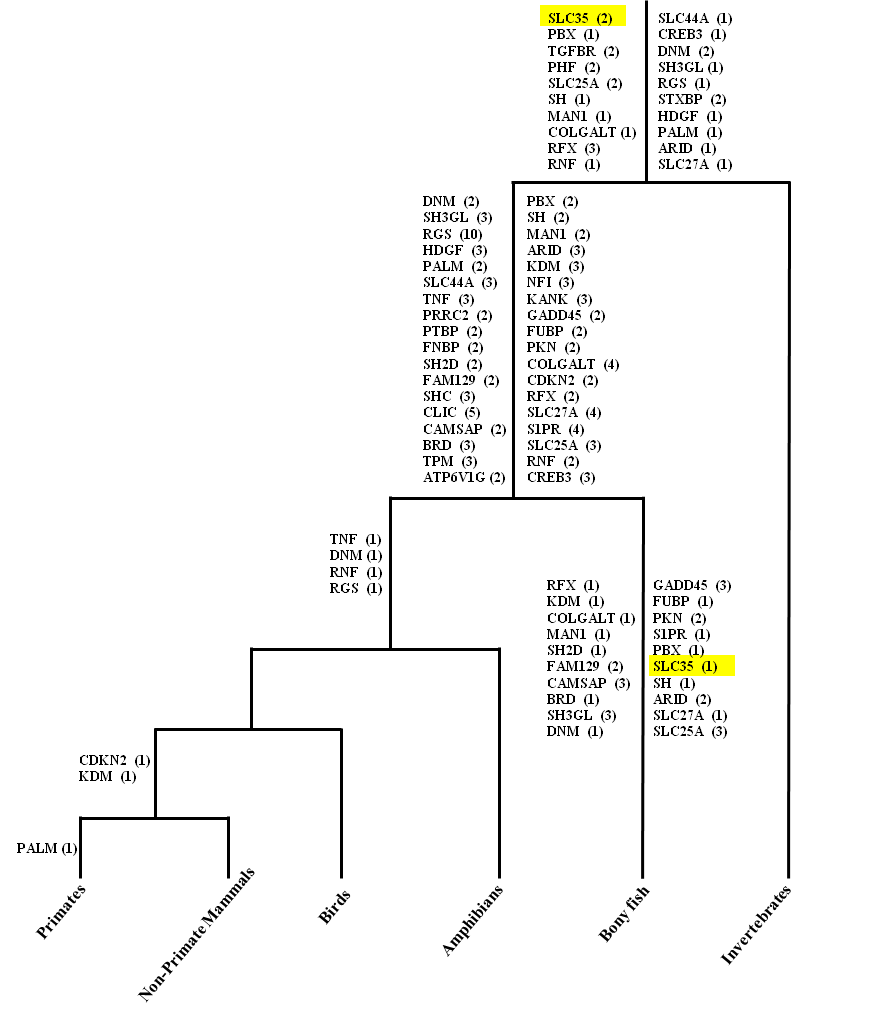 SLC35 (2)
PBX (1)
TGFBR (2)
PHF (2)
SLC25A (2)
SH (1)
MAN1 (1)
COLGALT (1)
RFX (3)
RNF (1)
SLC44A (1)
CREB3 (1)
DNM (2)
SH3GL (1)
RGS (1)
STXBP (2)
HDGF (1)
PALM (1)
ARID (1)
SLC27A (1)
DNM (2)
SH3GL (3)
RGS (10)
HDGF (3)
PALM (2)
SLC44A (3)
TNF (3)
PRRC2 (2)
PTBP (2)
FNBP (2)
SH2D (2)
FAM129 (2)
SHC (3)
CLIC (5)
CAMSAP (2)
BRD (3)
TPM (3)
ATP6V1G (2)
PBX (2)
SH (2)
MAN1 (2)
ARID (3)
KDM (3)
NFI (3)
KANK (3)
GADD45 (2)
FUBP (2)
PKN (2)
COLGALT (4)
CDKN2 (2)
RFX (2)
SLC27A (4)
S1PR (4)
SLC25A (3)
RNF (2)
CREB3 (3)
TNF (1)
DNM (1)
RNF (1)
RGS (1)
RFX (1)
KDM (1)
COLGALT (1)
MAN1 (1)
SH2D (1)
FAM129 (2)
CAMSAP (3)
BRD (1)
SH3GL (3)
DNM (1)
GADD45 (3)
FUBP (1)
PKN (2)
S1PR (1)
PBX (1)
SLC35 (1)
SH (1)
ARID (2)
SLC27A (1)
SLC25A (3)
CDKN2 (1)
KDM (1)
PALM (1)
Primates
Non-Primate Mammals
Birds
Amphibians
Bony fish
Invertebrates